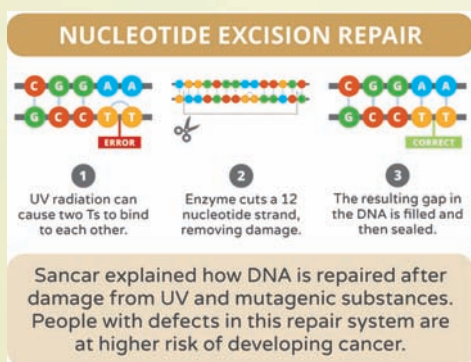 NUCLEOTIDE EXCISION REPAIR
C G G A A
G C C T T
ERROR
C G G A A
G C C T T
CORRECT
1
UV radiation can
cause two Ts to bind
to each other.
2
Enzyme cuts a 12
nucleotide strand,
removing damage.
3
The resulting gap in
the DNA is filled and
then sealed.
Sancar explained how DNA is repaired after
damage from UV and mutagenic substances.
People with defects in this repair system are
at higher risk of developing cancer.